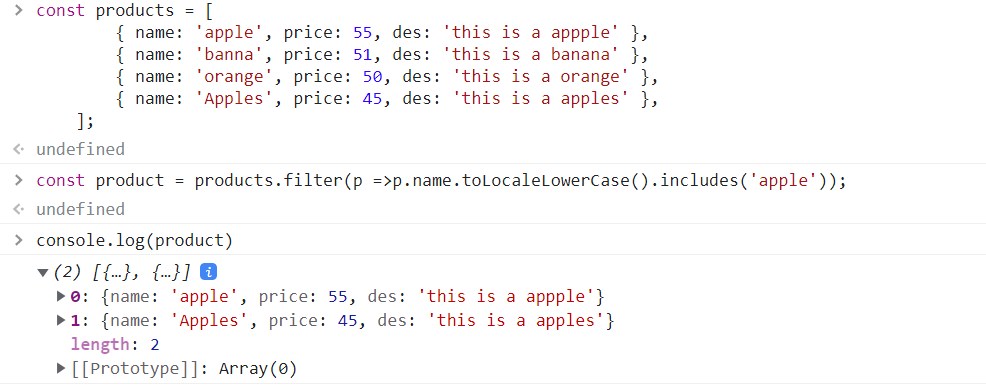 > const products = [
{ name: 'apple', price: 55, des: 'this is a appple' },
{ name: 'banna', price: 51, des: 'this is a banana' },
{ name: 'orange', price: 50, des: 'this is a orange' },
{ name: 'Apples', price: 45, des: 'this is a apples' },
];
undefined
> const product = products.filter(p =>p.name.toLocaleLowerCase().includes('apple'));
undefined
> console.log(product)
(2) [{…}, {…}] i
0: {name: 'apple', price: 55, des: 'this is a appple'}
1: {name: 'Apples', price: 45, des: 'this is a apples'}
length: 2
[[Prototype]]: Array(0)